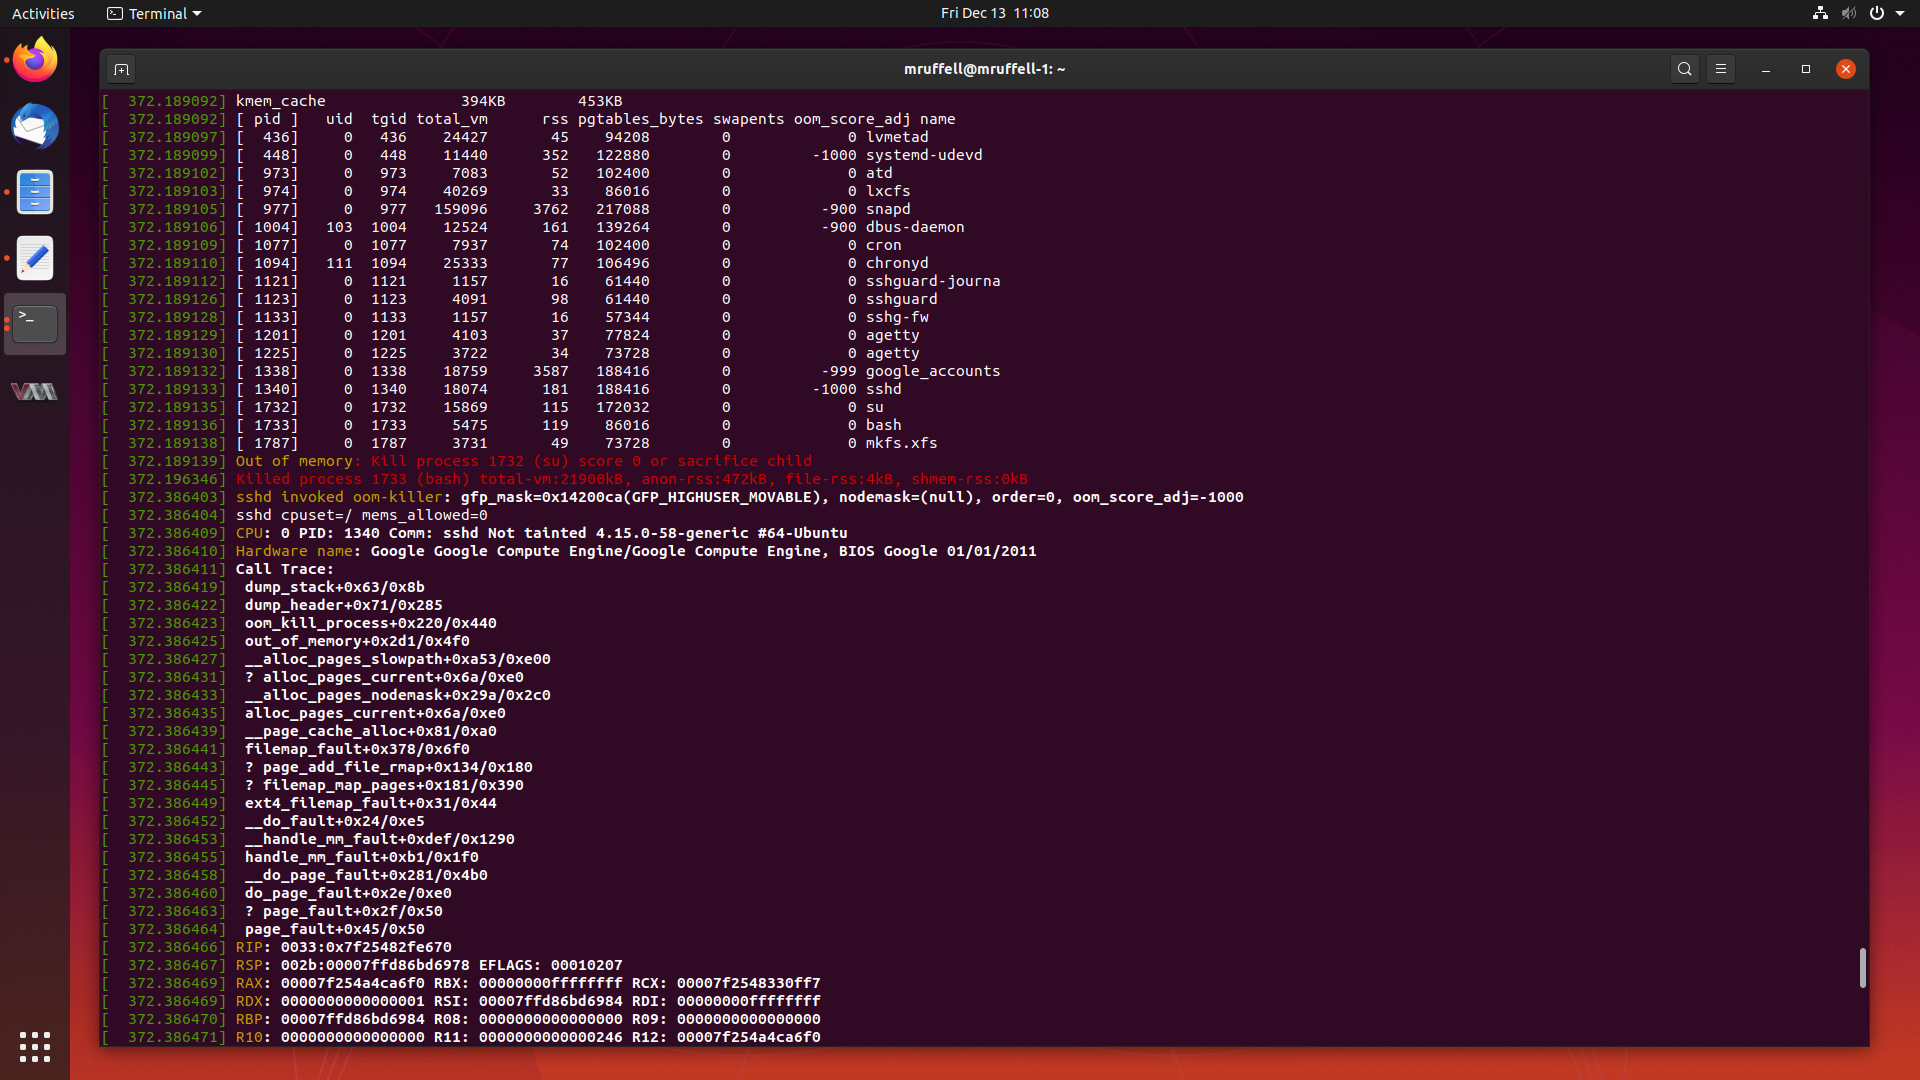 Activities
Terminal
Fri Dec 13 11:08
mruffell@mruffell-1: ~
[  372.189092] kmem_cache               394KB        453KB
[  372.189092] [ pid ]   uid  tgid total_vm      rss pgtables_bytes swapents oom_score_adj name
[  372.189097] [  436]     0   436    24427       45    94208        0             0 lvmetad
[  372.189099] [  448]     0   448    11440      352   122880        0         -1000 systemd-udevd
[  372.189102] [  973]     0   973     7083       52   102400        0             0 atd
[  372.189103] [  974]     0   974    40269       33    86016        0             0 lxcfs
[  372.189105] [  977]     0   977   159096     3762   217088        0          -900 snapd
[  372.189106] [ 1004]   103  1004    12524      161   139264        0          -900 dbus-daemon
[  372.189109] [ 1077]     0  1077     7937       74   102400        0             0 cron
[  372.189110] [ 1094]   111  1094    25333       77   106496        0             0 chronyd
[  372.189112] [ 1121]     0  1121     1157       16    61440        0             0 sshguard-journa
[  372.189126] [ 1123]     0  1123     4091       98    61440        0             0 sshguard
[  372.189128] [ 1133]     0  1133     1157       16    57344        0             0 sshg-fw
[  372.189129] [ 1201]     0  1201     4103       37    77824        0             0 agetty
[  372.189130] [ 1225]     0  1225     3722       34    73728        0             0 agetty
[  372.189132] [ 1338]     0  1338    18759     3587   188416        0          -999 google_accounts
[  372.189133] [ 1340]     0  1340    18074      181   188416        0         -1000 sshd
[  372.189135] [ 1732]     0  1732    15869      115   172032        0             0 su
[  372.189136] [ 1733]     0  1733     5475      119    86016        0             0 bash
[  372.189138] [ 1787]     0  1787     3731       49    73728        0             0 mkfs.xfs
[  372.189139] Out of memory: Kill process 1732 (su) score 0 or sacrifice child
[  372.196346] Killed process 1733 (bash) total-vm:21900kB, anon-rss:472kB, file-rss:4kB, shmem-rss:0kB
[  372.386403] sshd invoked oom-killer: gfp_mask=0x14200ca(GFP_HIGHUSER_MOVABLE), nodemask=(null), order=0, oom_score_adj=-1000
[  372.386404] sshd cpuset=/ mems_allowed=0
[  372.386409] CPU: 0 PID: 1340 Comm: sshd Not tainted 4.15.0-58-generic #64-Ubuntu
[  372.386410] Hardware name: Google Google Compute Engine/Google Compute Engine, BIOS Google 01/01/2011
[  372.386411] Call Trace:
[  372.386419]  dump_stack+0x63/0x8b
[  372.386422]  dump_header+0x71/0x285
[  372.386423]  oom_kill_process+0x220/0x440
[  372.386425]  out_of_memory+0x2d1/0x4f0
[  372.386427]  __alloc_pages_slowpath+0xa53/0xe00
[  372.386431]  ? alloc_pages_current+0x6a/0xe0
[  372.386433]  __alloc_pages_nodemask+0x29a/0x2c0
[  372.386435]  alloc_pages_current+0x6a/0xe0
[  372.386439]  __page_cache_alloc+0x81/0xa0
[  372.386441]  filemap_fault+0x378/0x6f0
[  372.386443]  ? page_add_file_rmap+0x134/0x180
[  372.386445]  ? filemap_map_pages+0x181/0x390
[  372.386449]  ext4_filemap_fault+0x31/0x44
[  372.386452]  __do_fault+0x24/0xe5
[  372.386453]  __handle_mm_fault+0xdef/0x1290
[  372.386455]  handle_mm_fault+0xb1/0x1f0
[  372.386458]  __do_page_fault+0x281/0x4b0
[  372.386460]  do_page_fault+0x2e/0xe0
[  372.386463]  ? page_fault+0x2f/0x50
[  372.386464]  page_fault+0x45/0x50
[  372.386466] RIP: 0033:0x7f25482fe670
[  372.386467] RSP: 002b:00007ffd86bd6978 EFLAGS: 00010207
[  372.386469] RAX: 00007f254a4ca6f0 RBX: 00000000ffffffff RCX: 00007f2548330ff7
[  372.386469] RDX: 0000000000000001 RSI: 00007ffd86bd6984 RDI: 00000000ffffffff
[  372.386470] RBP: 00007ffd86bd6984 R08: 0000000000000000 R09: 0000000000000000
[  372.386471] R10: 0000000000000000 R11: 0000000000000246 R12: 00007f254a4ca6f0